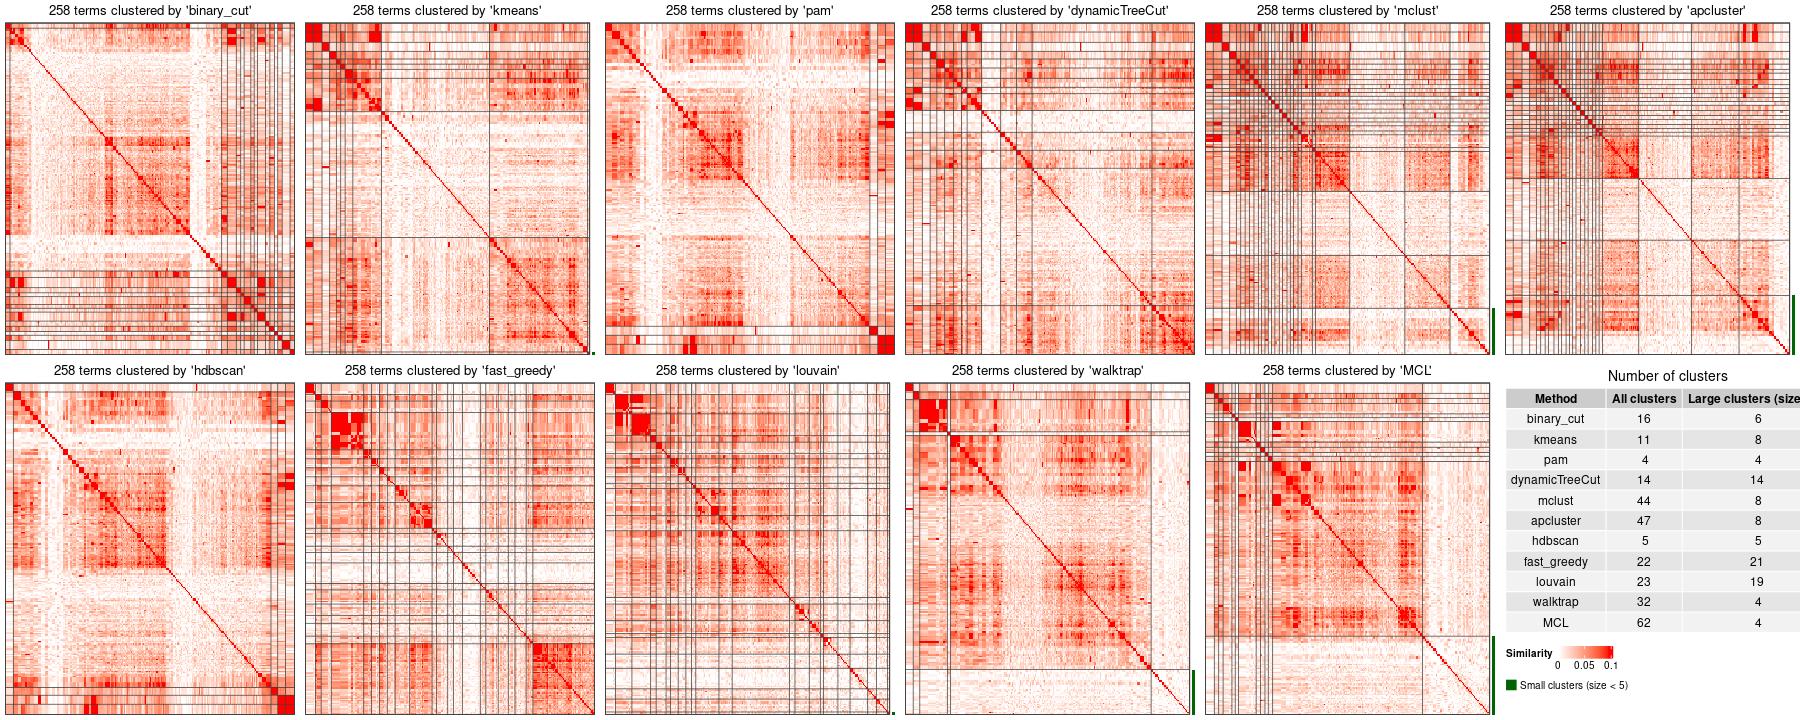 258 terms clustered by 'binary_cut'
258 terms clustered by 'kmeans'
258 terms clustered by 'pam'
258 terms clustered by 'dynamicTreeCut'
258 terms clustered by 'mclust'
258 terms clustered by 'apcluster'
258 terms clustered by 'hdbscan'
258 terms clustered by 'fast_greedy'
258 terms clustered by 'louvain'
258 terms clustered by 'walktrap'
258 terms clustered by 'MCL'
Number of clusters
Method All clusters Large clusters (size
binary_cut 16 6
kmeans 11 8
pam 4 4
dynamicTreeCut 14 14
mclust 44 8
apcluster 47 8
hdbscan 5 5
fast_greedy 22 21
louvain 23 19
walktrap 32 4
MCL 62 4
Similarity
0 0.05 0.1
Small clusters (size < 5)